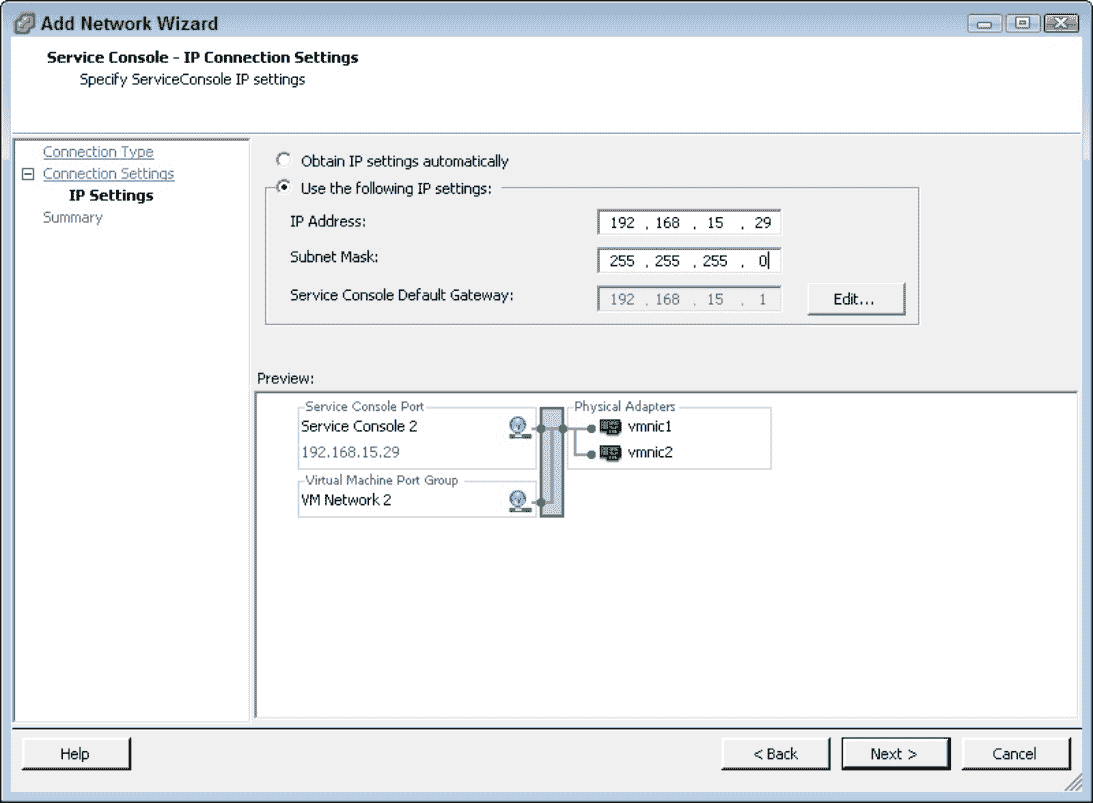 Add Network Wizard
Service Console - IP Connection Settings
Specify ServiceConsole IP settings
Connection Type
Connection Settings
IP Settings
Summary
Obtain IP settings automatically
Use the following IP settings:
IP Address: 192 . 168 . 15 . 29
Subnet Mask: 255 . 255 . 255 . 0
Service Console Default Gateway: 192 . 168 . 15 . 1 Edit...
Preview:
Service Console Port
Service Console 2
192.168.15.29
Virtual Machine Port Group
VM Network 2
Physical Adapters
vmnic1
vmnic2
Help < Back Next > Cancel